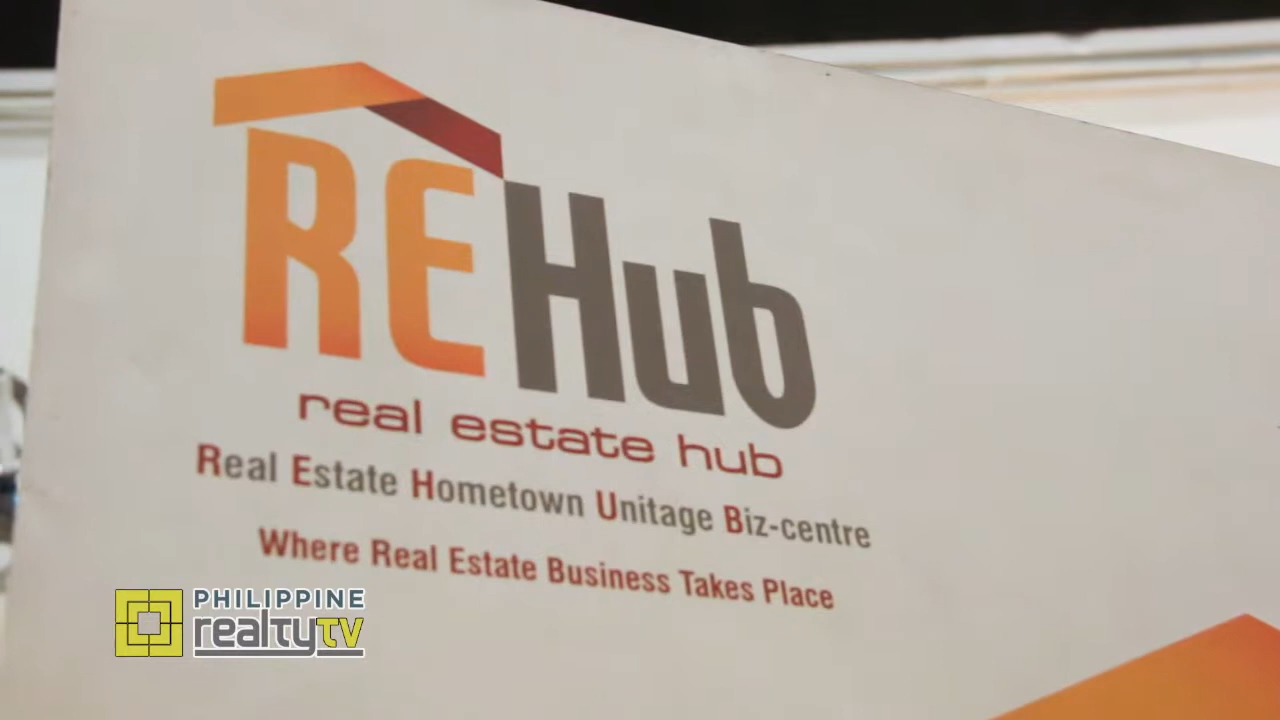 REHub
real estate hub
Real Estate Hometown Unitage Biz-centre
Where Real Estate Business Takes Place
PHILIPPINE
realtyTV